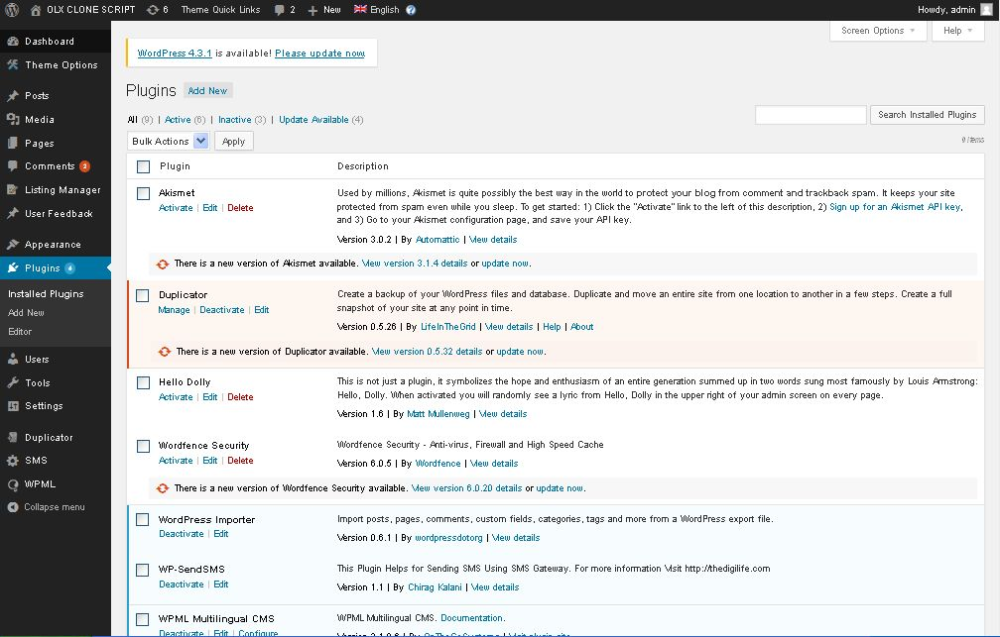 OLX CLONE SCRIPT 6 Theme Quick Links 2 New English Howdy, admin
Screen Options Help
Dashboard
Theme Options
Posts
Media
Pages
Comments 2
Listing Manager
User Feedback
Appearance
Plugins 4
Installed Plugins
Add New
Editor
Users
Tools
Settings
Duplicator
SMS
WPML
Collapse menu
WordPress 4.3.1 is available! Please update now.
Plugins Add New
All (9) | Active (6) | Inactive (3) | Update Available (4)
Search Installed Plugins
Bulk Actions Apply
9 items
Plugin Description
Akismet
Activate | Edit | Delete
Used by millions, Akismet is quite possibly the best way in the world to protect your blog from comment and trackback spam. It keeps your site
protected from spam even while you sleep. To get started: 1) Click the "Activate" link to the left of this description, 2) Sign up for an Akismet API key,
and 3) Go to your Akismet configuration page, and save your API key.
Version 3.0.2 | By Automattic | View details
There is a new version of Akismet available. View version 3.1.4 details or update now.
Duplicator
Manage | Deactivate | Edit
Create a backup of your WordPress files and database. Duplicate and move an entire site from one location to another in a few steps. Create a full
snapshot of your site at any point in time.
Version 0.5.26 | By LifeInTheGrid | View details | Help | About
There is a new version of Duplicator available. View version 0.5.32 details or update now.
Hello Dolly
Activate | Edit | Delete
This is not just a plugin, it symbolizes the hope and enthusiasm of an entire generation summed up in two words sung most famously by Louis Armstrong:
Hello, Dolly. When activated you will randomly see a lyric from Hello, Dolly in the upper right of your admin screen on every page.
Version 1.6 | By Matt Mullenweg | View details
Wordfence Security
Activate | Edit | Delete
Wordfence Security - Anti-virus, Firewall and High Speed Cache
Version 6.0.5 | By Wordfence | View details
There is a new version of Wordfence Security available. View version 6.0.20 details or update now.
WordPress Importer
Deactivate | Edit
Import posts, pages, comments, custom fields, categories, tags and more from a WordPress export file.
Version 0.6.1 | By wordpressdotorg | View details
WP-SendSMS
Deactivate | Edit
This Plugin Helps for Sending SMS Using SMS Gateway. For more information Visit http://thedigilife.com
Version 1.1 | By Chirag Kalani | View details
WPML Multilingual CMS
Deactivate | Edit | Configure
WPML Multilingual CMS. Documentation.
Version 3.1.9.6 | By OnTheGoSystems | Visit plugin site